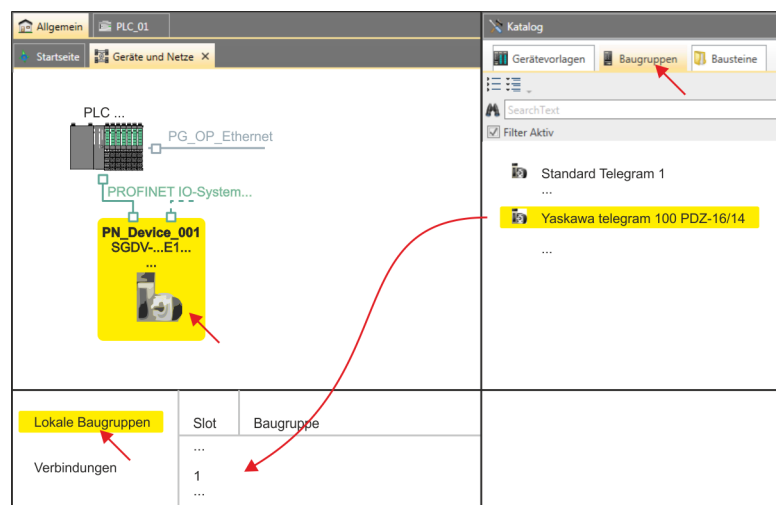 Allgemein
PLC_01
Startseite
Geräte und Netze
PLC ...
PG_OP_Ethernet
PROFINET IO-System...
PN_Device_001
SGDV-...E1...
...
Lokale Baugruppen
Verbindungen
Slot
Baugruppe
...
1
...
Katalog
Gerätevorlagen
Baugruppen
Bausteine
SearchText
Filter Aktiv
Standard Telegram 1
...
Yaskawa telegram 100 PDZ-16/14
...